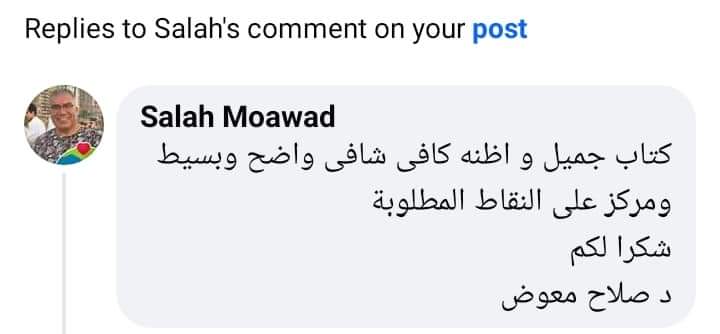 Replies to Salah's comment on your post
Salah Moawad
كتاب جميل و اظنه كافى شافى واضح وبسيط
ومركز على النقاط المطلوبة
شكرا لكم
د صلاح معوض